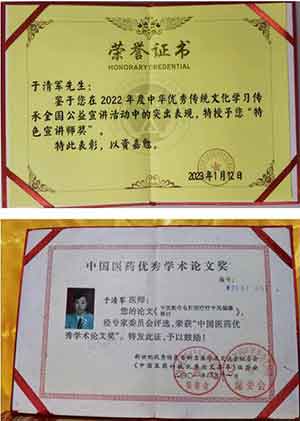 荣誉证书
HONORARY CREDENTIAL
于清军先生:
鉴于您在2022年度中华优秀传统文化学习传
承全国公益宣讲活动中的突出表现,特授予您“特
色宣讲师奖”。
特此表彰,以资嘉勉。
2023年1月12日
中国医药优秀学术论文奖
编号:
于清军 医师:
您的论文
经专家委员会评选,荣获“中国医药优
秀学术论文奖”。特发此证,予以鼓励!